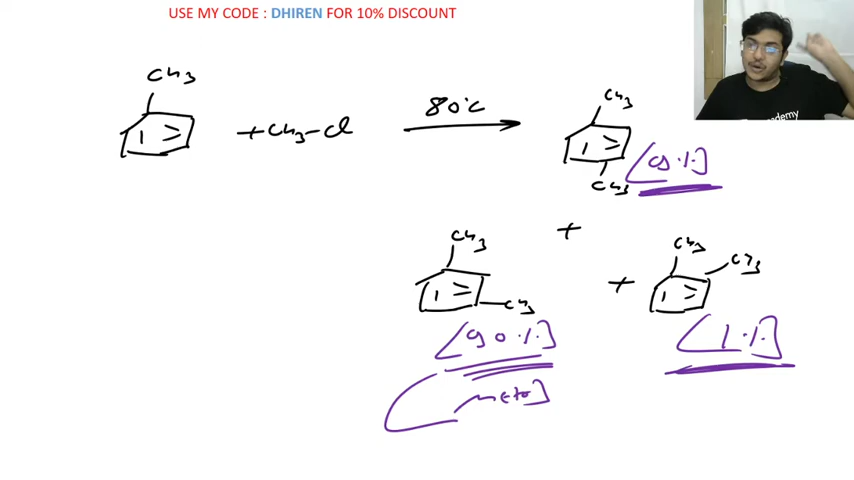 USE MY CODE : DHIREN FOR 10% DISCOUNT
CH3
+CH3-Cl
80°C
CH3
CH3
+
CH3
CH3
[90%]
meta]
+
CH3
CH3
[1%]